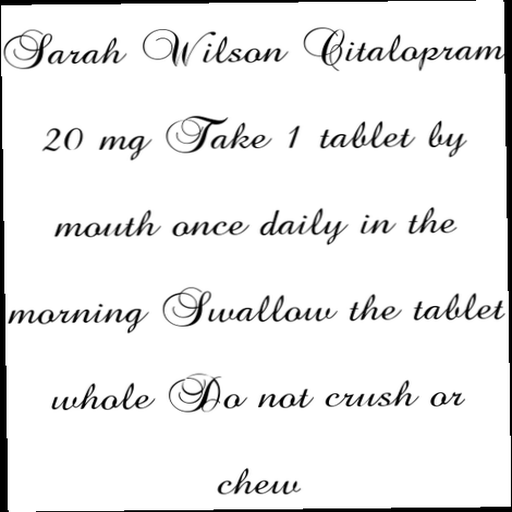 Sarah Wilson Citalopram
20 mg Take 1 tablet by
mouth once daily in the
morning Swallow the tablet
whole Do not crush or
chew